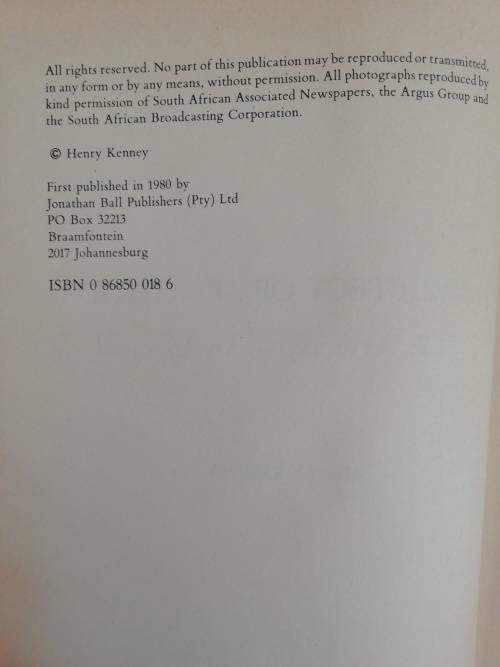 All rights reserved. No part of this publication may be reproduced or transmitted,
in any form or by any means, without permission. All photographs reproduced by
kind permission of South African Associated Newspapers, the Argus Group and
the South African Broadcasting Corporation.
© Henry Kenney
First published in 1980 by
Jonathan Ball Publishers (Pty) Ltd
PO Box 32213
Braamfontein
2017 Johannesburg
ISBN 0 86850 018 6